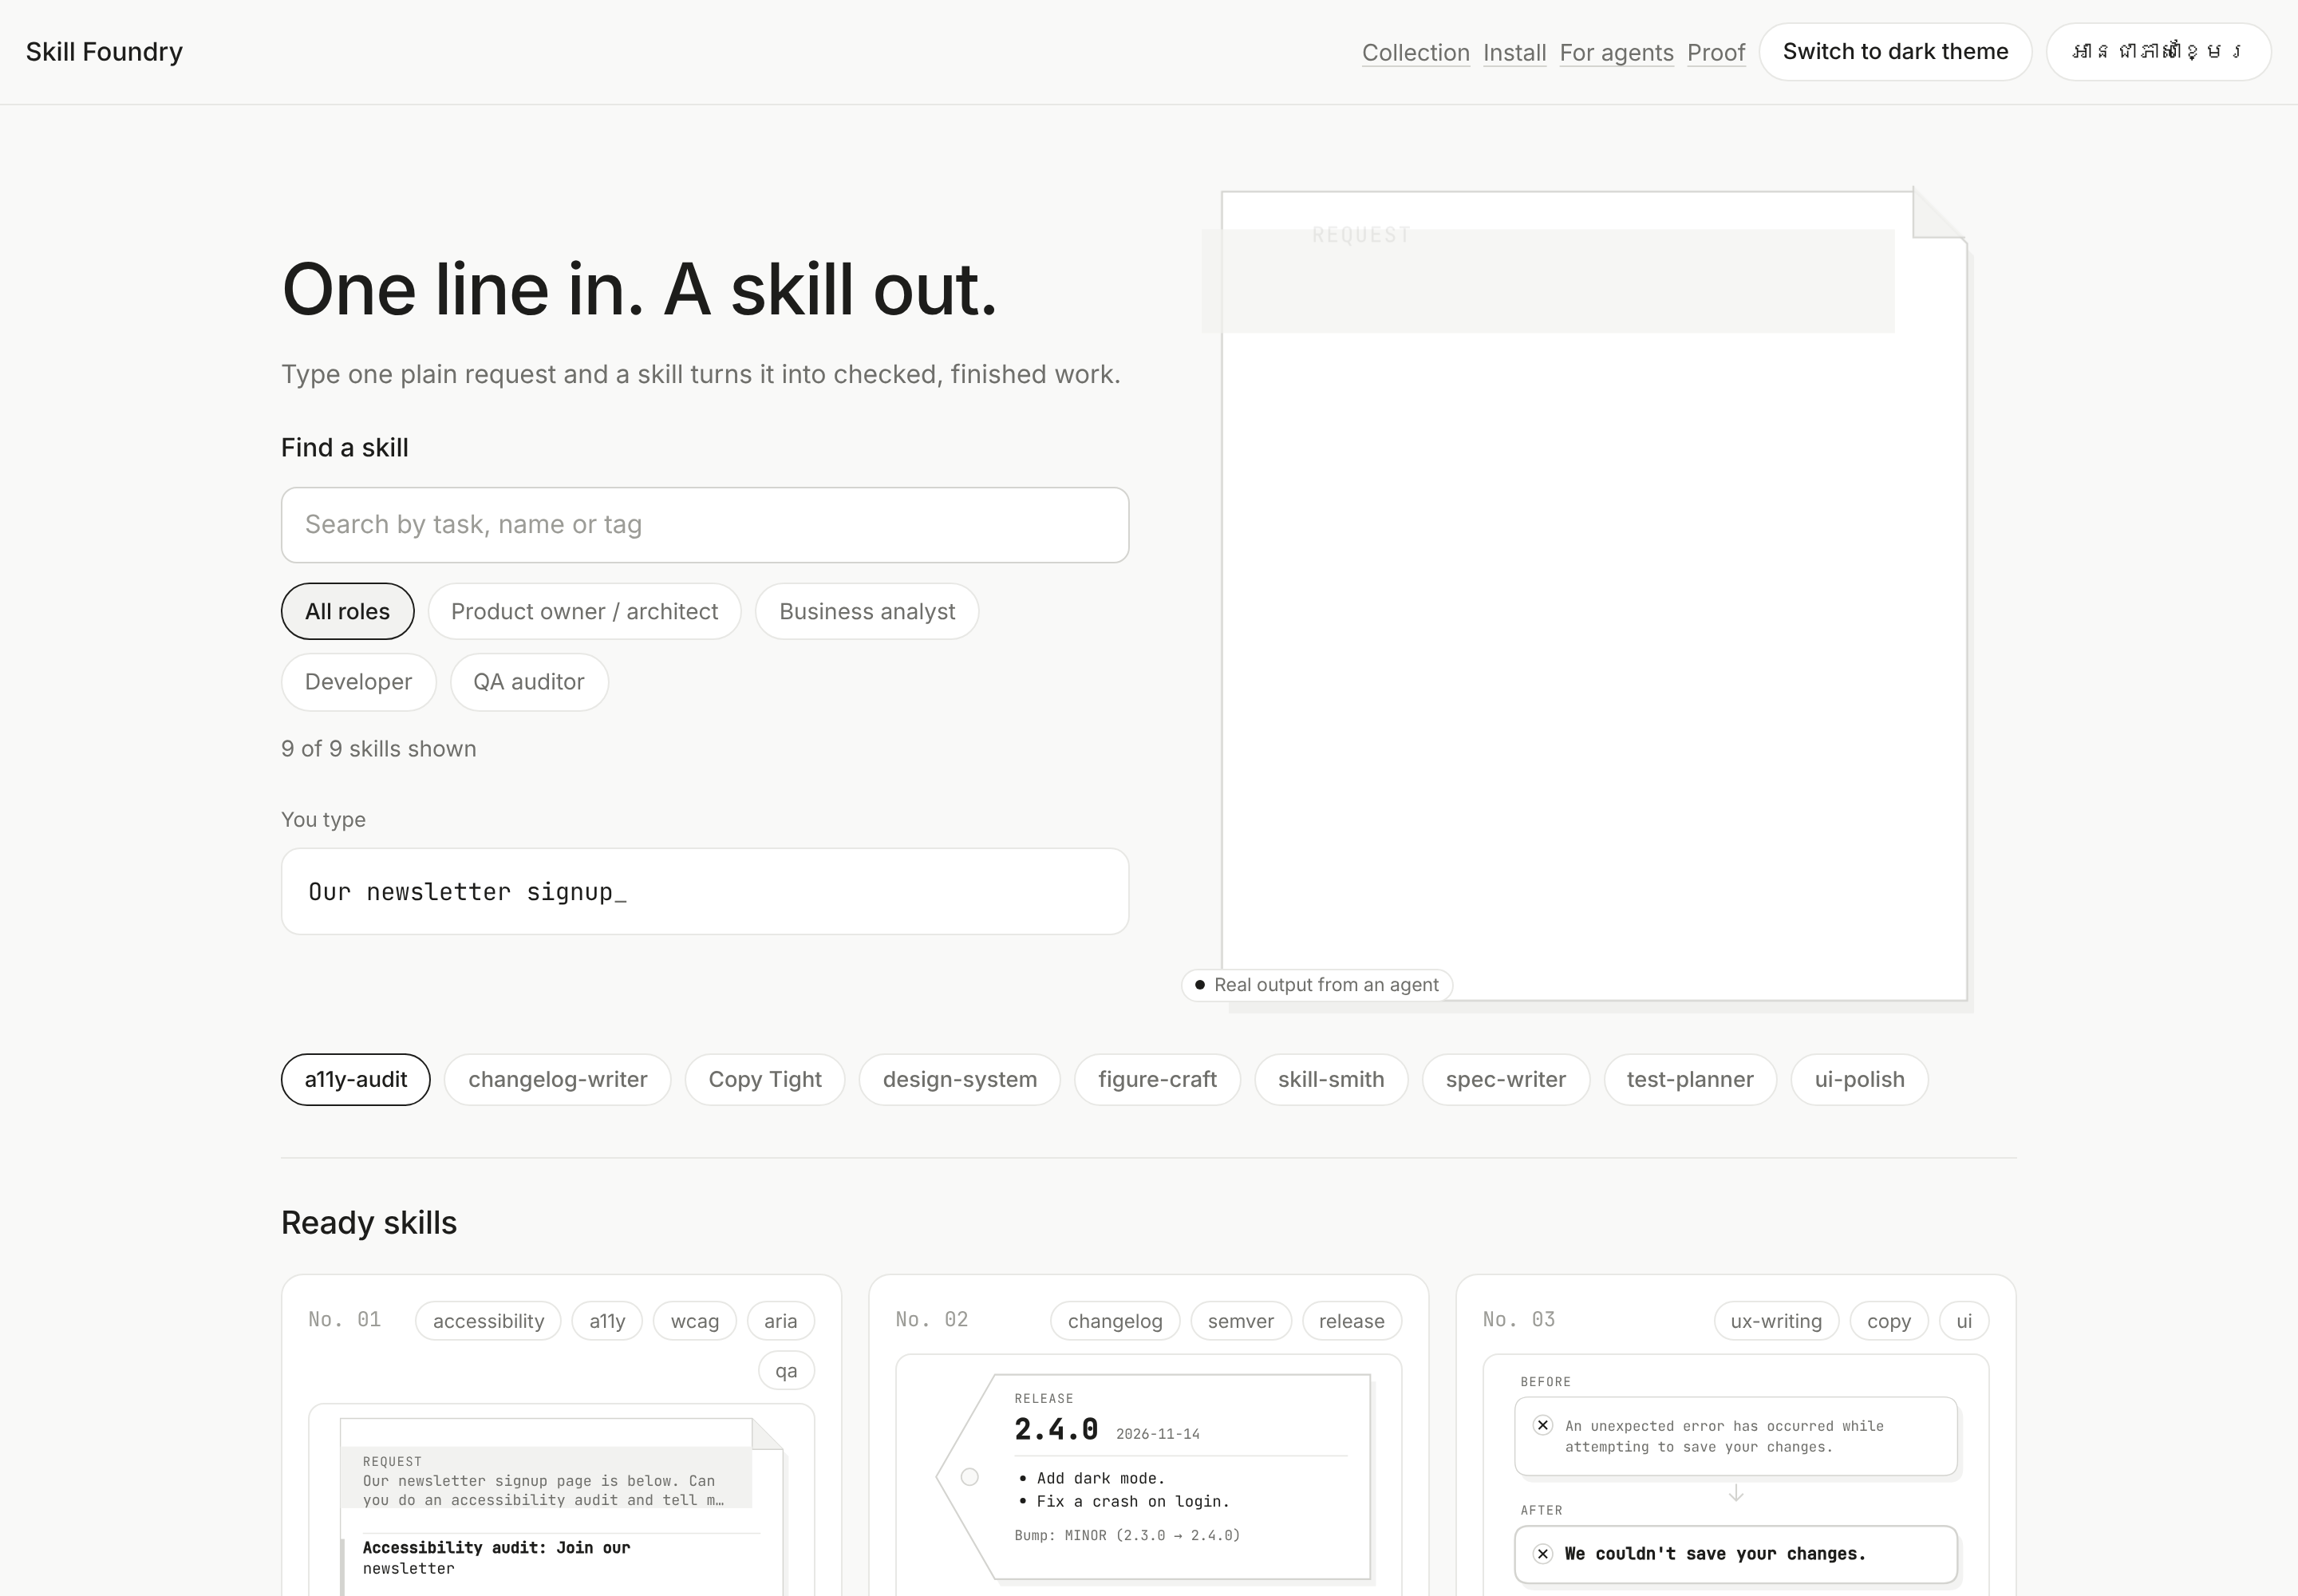 Skill Foundry
Collection Install For agents Proof Switch to dark theme អានជាភាសាខ្មែរ
One line in. A skill out.
Type one plain request and a skill turns it into checked, finished work.
Find a skill
Search by task, name or tag
All roles Product owner / architect Business analyst
Developer QA auditor
9 of 9 skills shown
You type
Our newsletter signup_
REQUEST
Real output from an agent
a11y-audit changelog-writer Copy Tight design-system figure-craft skill-smith spec-writer test-planner ui-polish
Ready skills
No. 01 accessibility a11y wcag aria
qa
REQUEST
Our newsletter signup page is below. Can
you do an accessibility audit and tell m…
Accessibility audit: Join our
newsletter
No. 02 changelog semver release
RELEASE
2.4.0 2026-11-14
• Add dark mode.
• Fix a crash on login.
Bump: MINOR (2.3.0 → 2.4.0)
No. 03 ux-writing copy ui
BEFORE
An unexpected error has occurred while
attempting to save your changes.
AFTER
We couldn't save your changes.